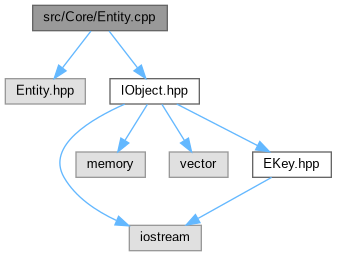 src/Core/Entity.cpp
Entity.hpp
IObject.hpp
memory
vector
EKey.hpp
iostream